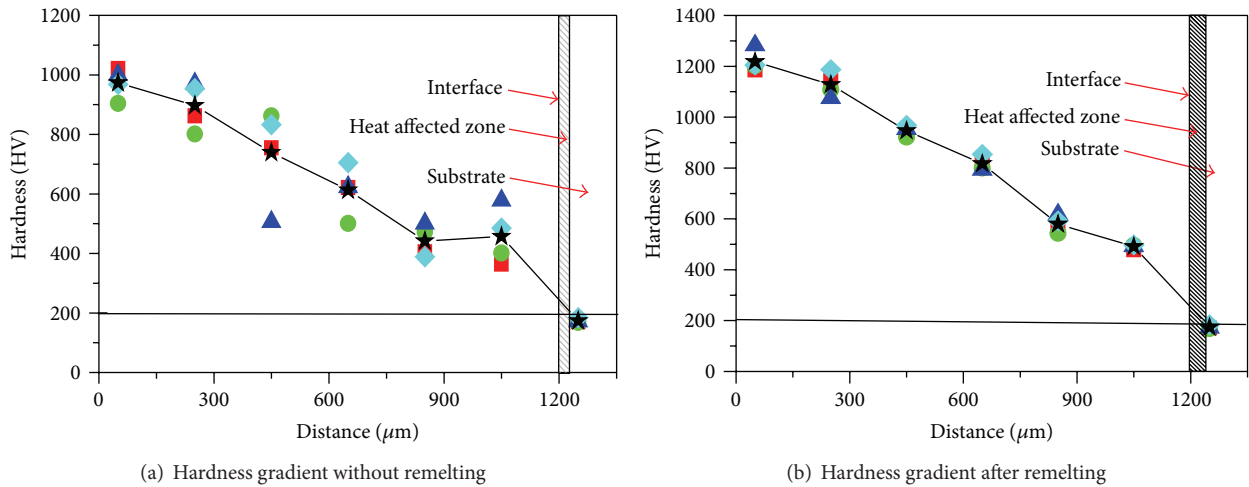 1200
1000
800
600
400
200
0
Hardness (HV)
Interface
Heat affected zone
Substrate
0 300 600 900 1200
Distance (μm)
(a) Hardness gradient without remelting
1400
1200
1000
800
600
400
200
0
Hardness (HV)
Interface
Heat affected zone
Substrate
0 300 600 900 1200
Distance (μm)
(b) Hardness gradient after remelting